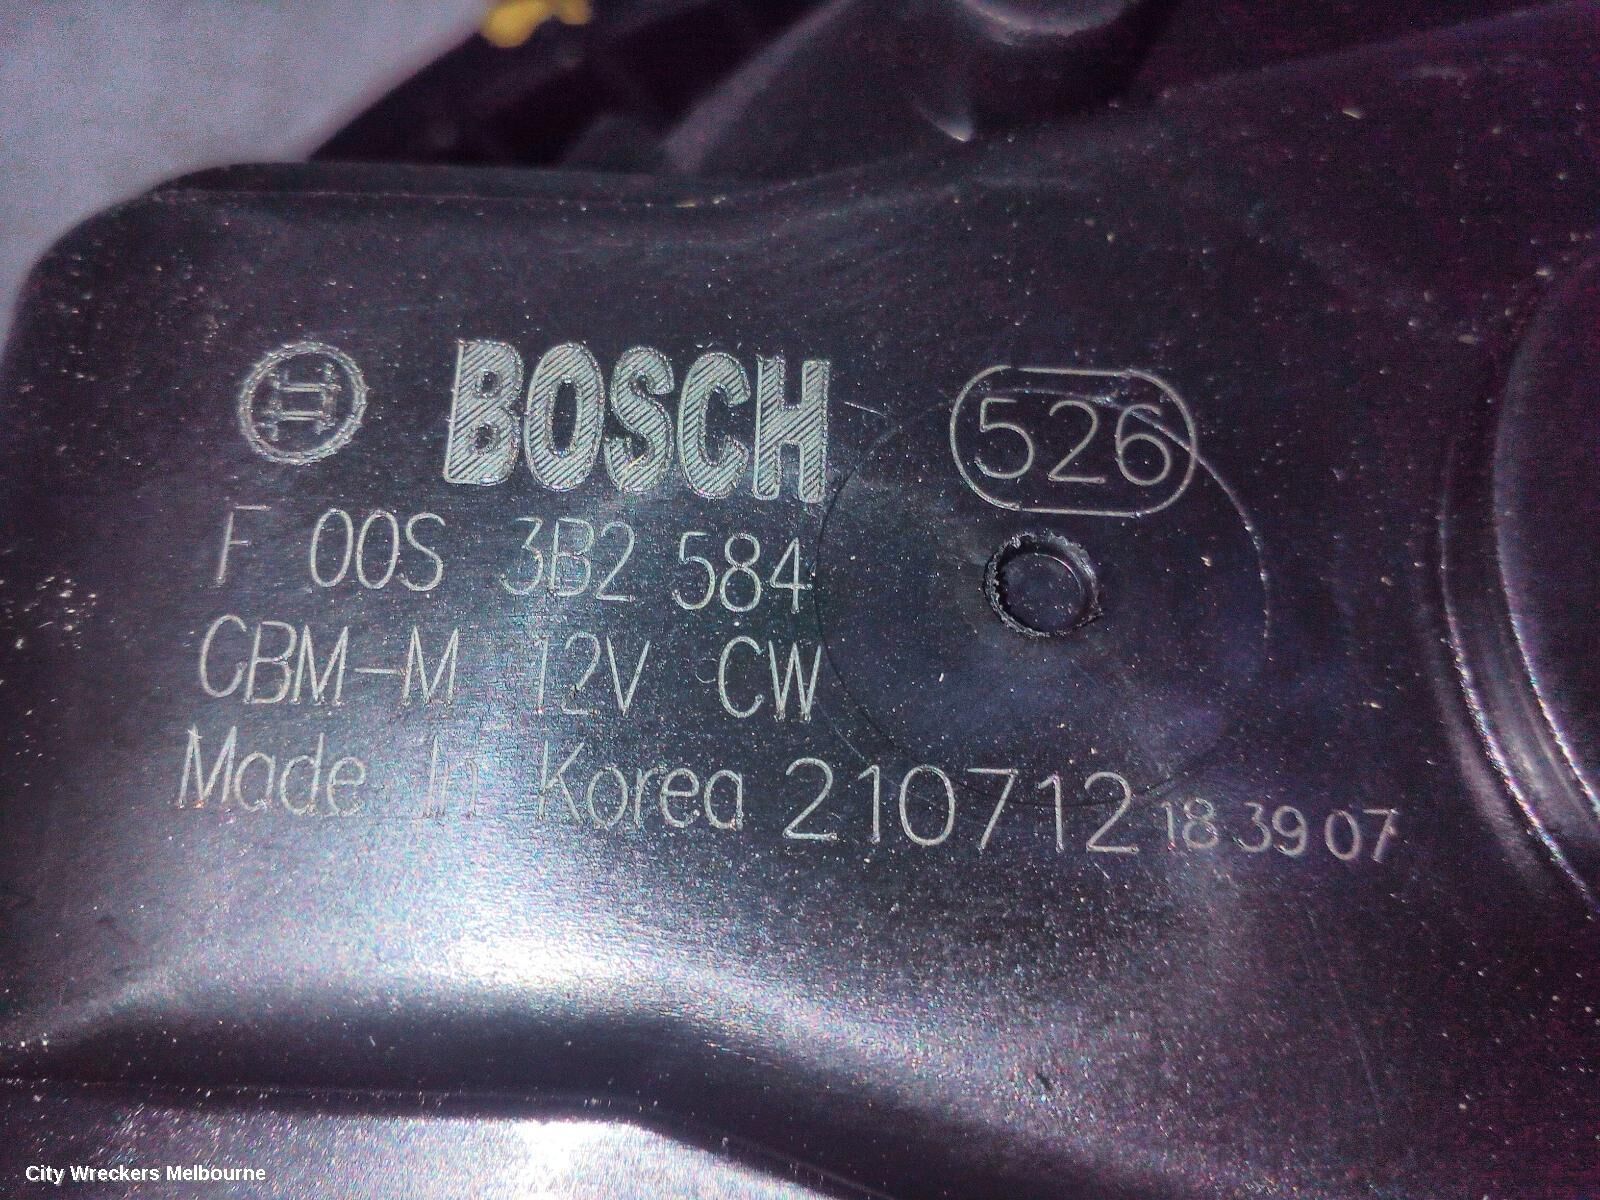 BOSCH 526
F 00S 3B2 584
CBM-M 12V CW
Made In Korea 210712 18 39 07
City Wreckers Melbourne